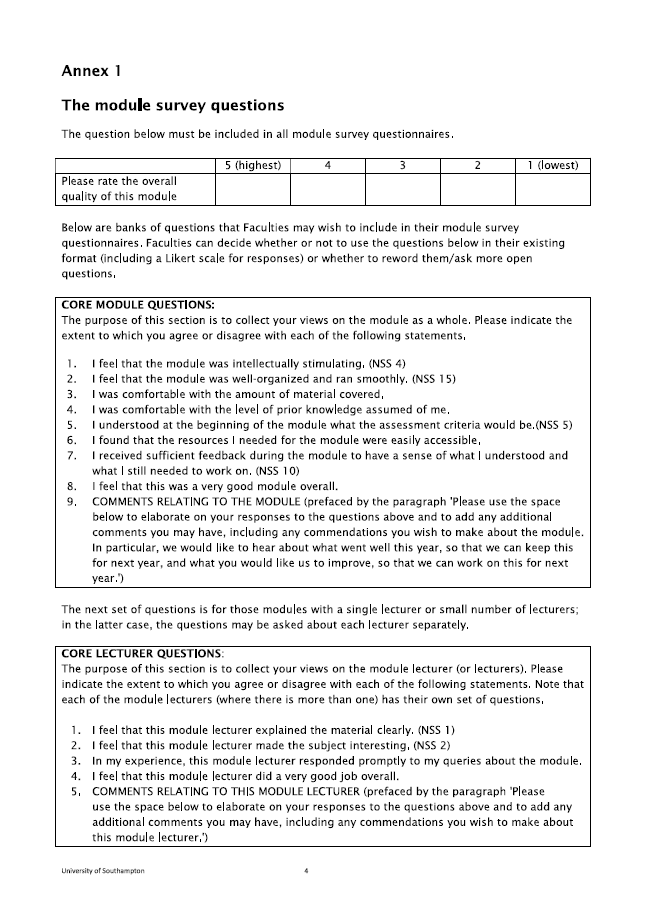 Annex 1
The module survey questions
The question below must be included in all module survey questionnaires.
5 (highest) 4 3 2 1 (lowest)
Please rate the overall
quality of this module
Below are banks of questions that Faculties may wish to include in their module survey
questionnaires. Faculties can decide whether or not to use the questions below in their existing
format (including a Likert scale for responses) or whether to reword them/ask more open
questions.
CORE MODULE QUESTIONS:
The purpose of this section is to collect your views on the module as a whole. Please indicate the
extent to which you agree or disagree with each of the following statements.
1. I feel that the module was intellectually stimulating. (NSS 4)
2. I feel that the module was well-organized and ran smoothly. (NSS 15)
3. I was comfortable with the amount of material covered.
4. I was comfortable with the level of prior knowledge assumed of me.
5. I understood at the beginning of the module what the assessment criteria would be.(NSS 5)
6. I found that the resources I needed for the module were easily accessible.
7. I received sufficient feedback during the module to have a sense of what I understood and
what I still needed to work on. (NSS 10)
8. I feel that this was a very good module overall.
9. COMMENTS RELATING TO THE MODULE (prefaced by the paragraph 'Please use the space
below to elaborate on your responses to the questions above and to add any additional
comments you may have, including any commendations you wish to make about the module.
In particular, we would like to hear about what went well this year, so that we can keep this
for next year, and what you would like us to improve, so that we can work on this for next
year.')
The next set of questions is for those modules with a single lecturer or small number of lecturers;
in the latter case, the questions may be asked about each lecturer separately.
CORE LECTURER QUESTIONS:
The purpose of this section is to collect your views on the module lecturer (or lecturers). Please
indicate the extent to which you agree or disagree with each of the following statements. Note that
each of the module lecturers (where there is more than one) has their own set of questions.
1. I feel that this module lecturer explained the material clearly. (NSS 1)
2. I feel that this module lecturer made the subject interesting. (NSS 2)
3. In my experience, this module lecturer responded promptly to my queries about the module.
4. I feel that this module lecturer did a very good job overall.
5. COMMENTS RELATING TO THIS MODULE LECTURER (prefaced by the paragraph 'Please
use the space below to elaborate on your responses to the questions above and to add any
additional comments you may have, including any commendations you wish to make about
this module lecturer.')
University of Southampton 4